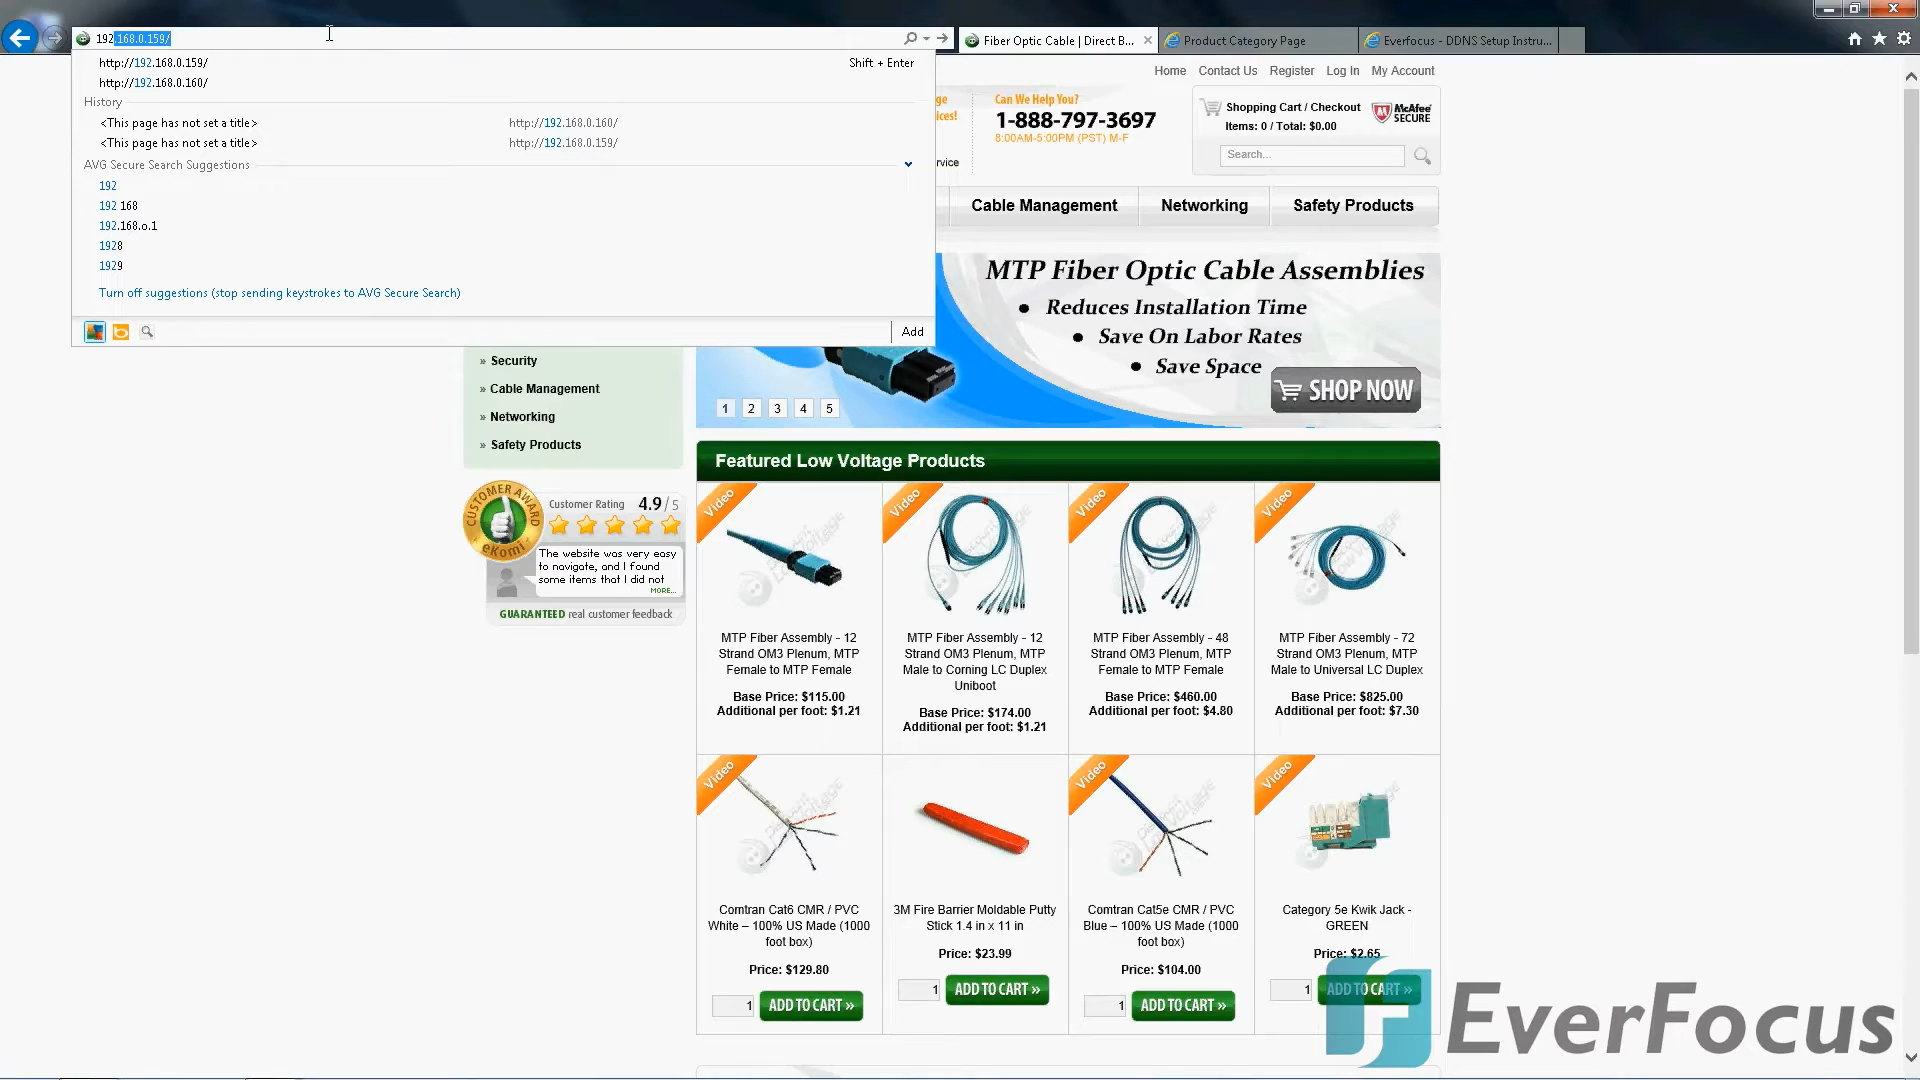 192.168.0.159/
Fiber Optic Cable | Direct B...
Product Category Page
Everfocus - DDNS Setup Instru...
http://192.168.0.159/
Shift + Enter
http://192.168.0.160/
History
<This page has not set a title>
http://192.168.0.160/
<This page has not set a title>
http://192.168.0.159/
AVG Secure Search Suggestions
192
192 168
192.168.o.1
1928
1929
Turn off suggestions (stop sending keystrokes to AVG Secure Search)
Add
Home
Contact Us
Register
Log In
My Account
Can We Help You?
1-888-797-3697
8:00AM-5:00PM (PST) M-F
Shopping Cart / Checkout
Items: 0 / Total: $0.00
McAfee
SECURE
Search...
Cable Management
Networking
Safety Products
MTP Fiber Optic Cable Assemblies
Reduces Installation Time
Save On Labor Rates
Save Space
SHOP NOW
1 2 3 4 5
» Security
» Cable Management
» Networking
» Safety Products
CUSTOMER AWARD
eKomi
Customer Rating 4.9 / 5
The website was very easy
to navigate, and I found
some items that I did not
MORE...
GUARANTEED real customer feedback
Featured Low Voltage Products
Video
Video
Video
Video
MTP Fiber Assembly - 12
Strand OM3 Plenum, MTP
Female to MTP Female
Base Price: $115.00
Additional per foot: $1.21
MTP Fiber Assembly - 12
Strand OM3 Plenum, MTP
Male to Corning LC Duplex
Uniboot
Base Price: $174.00
Additional per foot: $1.21
MTP Fiber Assembly - 48
Strand OM3 Plenum, MTP
Female to MTP Female
Base Price: $460.00
Additional per foot: $4.80
MTP Fiber Assembly - 72
Strand OM3 Plenum, MTP
Male to Universal LC Duplex
Base Price: $825.00
Additional per foot: $7.30
Video
Video
Video
Comtran Cat6 CMR / PVC
White – 100% US Made (1000
foot box)
Price: $129.80
1
ADD TO CART »
3M Fire Barrier Moldable Putty
Stick 1.4 in x 11 in
Price: $23.99
1
ADD TO CART »
Comtran Cat5e CMR / PVC
Blue – 100% US Made (1000
foot box)
Price: $104.00
1
ADD TO CART »
Category 5e Kwik Jack -
GREEN
Price: $2.65
1
ADD TO CART »
EverFocus